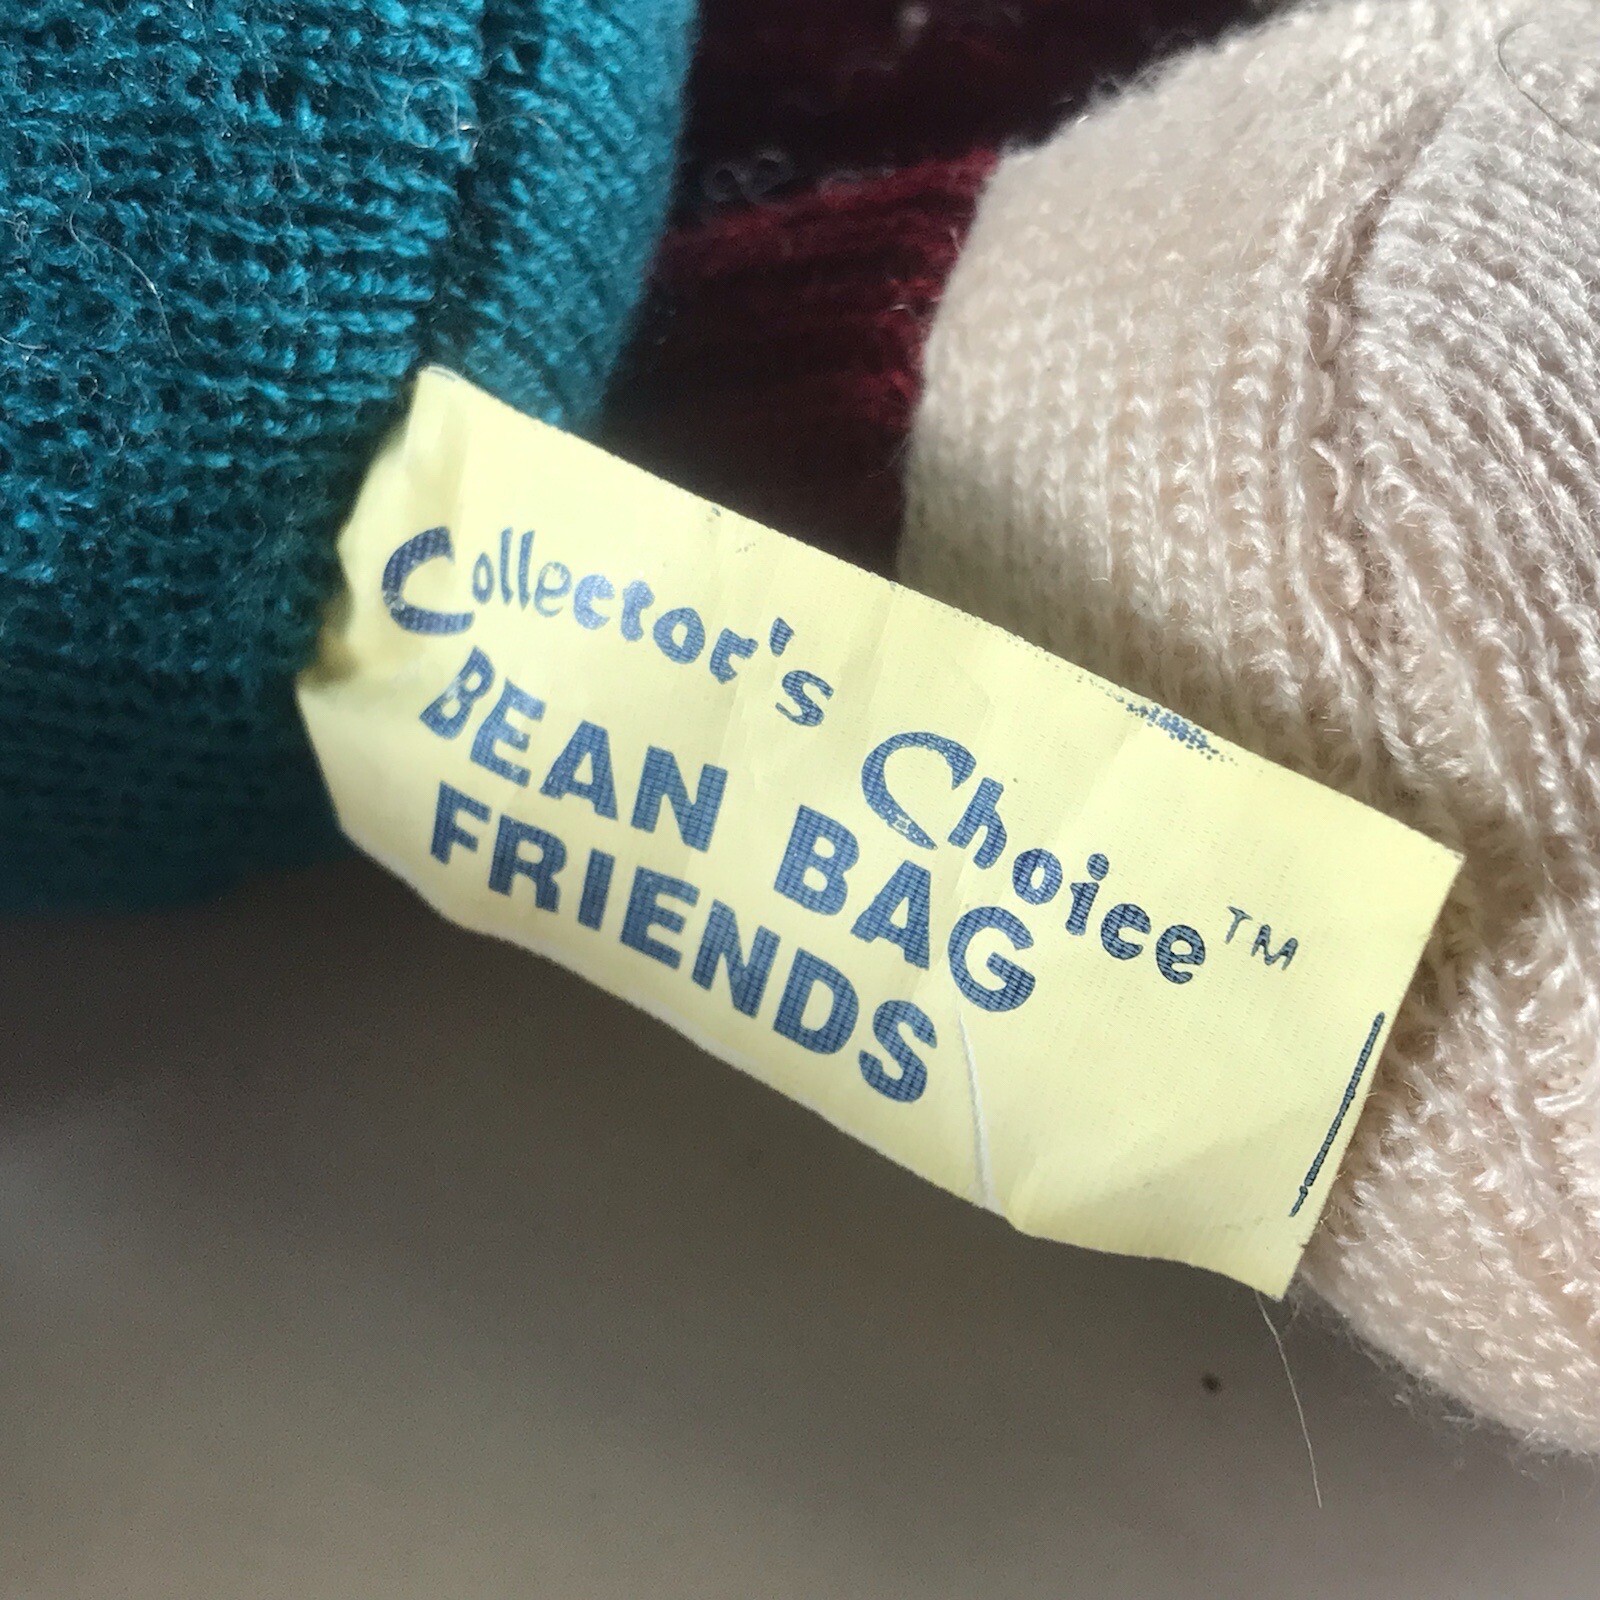 Collector's Choice™
BEAN BAG
FRIENDS